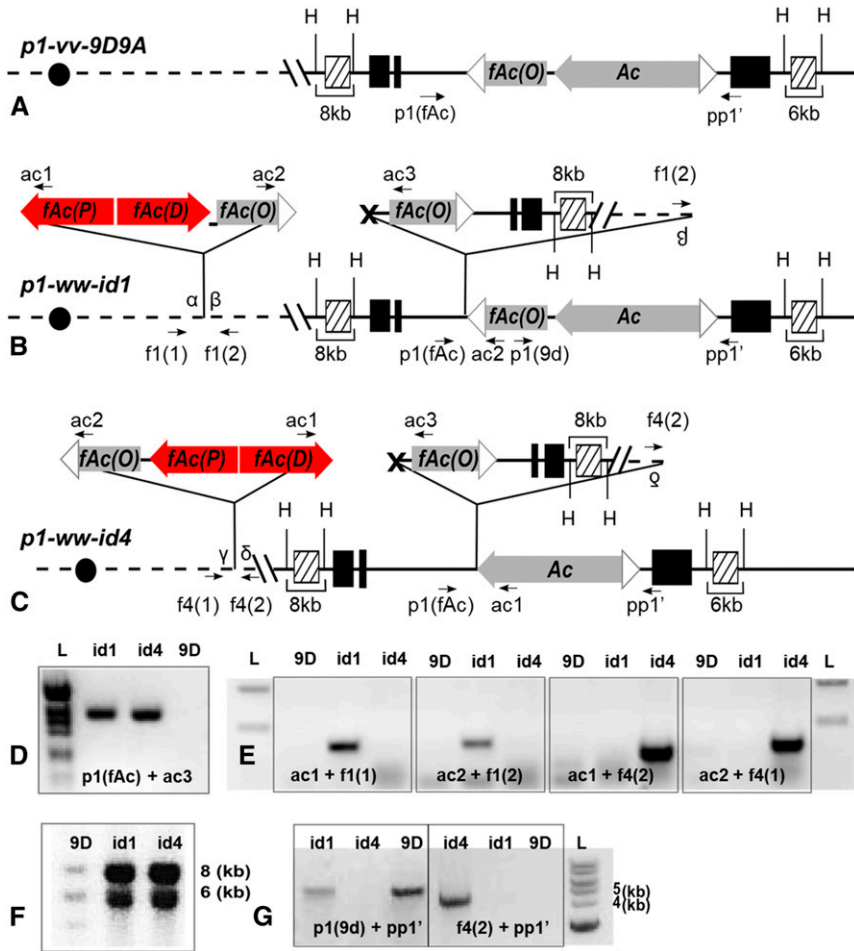 H H H H
p1-vv-9D9A
fAc(O) Ac
8kb p1(fAc) pp1' 6kb
A
ac1 ac2 ac3 8kb f1(2)
fAc(P) fAc(D) fAc(O) X fAc(O)
H H
p1-ww-id1 α β H H H H
fAc(O) Ac
f1(1) f1(2) 8kb p1(fAc) ac2 p1(9d) pp1' 6kb
B
ac2 ac1 ac3 8kb f4(2)
fAc(O) fAc(P) fAc(D) X fAc(O)
H H
p1-ww-id4 γ δ H H H H
Ac
f4(1) f4(2) 8kb p1(fAc) ac1 pp1' 6kb
C
L id1 id4 9D
p1(fAc) + ac3
D
L 9D id1 id4 9D id1 id4 9D id1 id4 9D id1 id4 L
ac1 + f1(1) ac2 + f1(2) ac1 + f4(2) ac2 + f4(1)
E
9D id1 id4
8 (kb)
6 (kb)
F
id1 id4 9D id4 id1 9D L
5(kb)
4(kb)
p1(9d) + pp1' f4(2) + pp1'
G